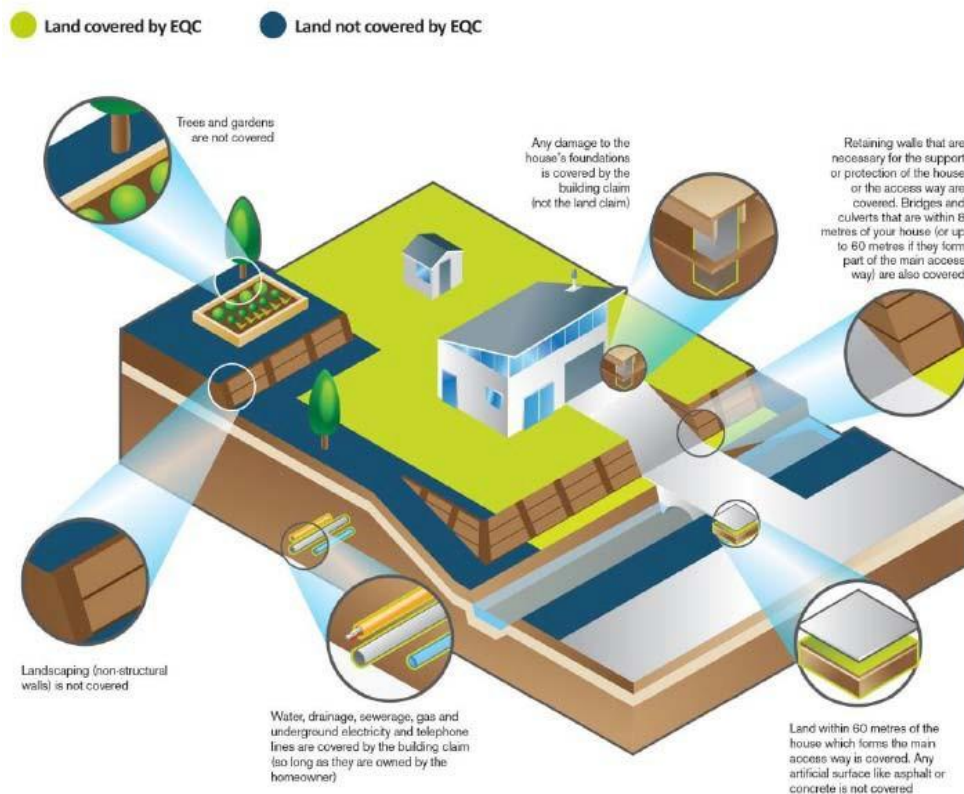 Land covered by EQC
Land not covered by EQC
Trees and gardens
are not covered
Any damage to the
house's foundations
is covered by the
building claim
(not the land claim)
Retaining walls that are
necessary for the support
or protection of the house
or the access way are
covered. Bridges and
culverts that are within 8
metres of your house (or up
to 60 metres if they form
part of the main access
way) are also covered
Landscaping (non-structural
walls) is not covered
Water, drainage, sewerage, gas and
underground electricity and telephone
lines are covered by the building claim
(so long as they are owned by the
homeowner)
Land within 60 metres of the
house which forms the main
access way is covered. Any
artificial surface like asphalt or
concrete is not covered